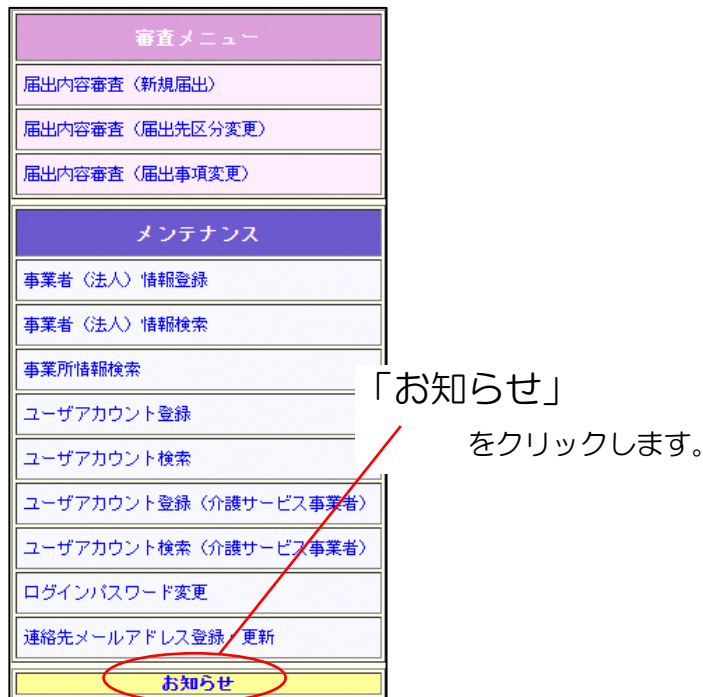 審査メニュー
届出内容審査（新規届出）
届出内容審査（届出先区分変更）
届出内容審査（届出事項変更）
メンテナンス
事業者（法人）情報登録
事業者（法人）情報検索
事業所情報検索
ユーザアカウント登録
ユーザアカウント検索
ユーザアカウント登録（介護サービス事業者）
ユーザアカウント検索（介護サービス事業者）
ログインパスワード変更
連絡先メールアドレス登録・更新
お知らせ
「お知らせ」
をクリックします。